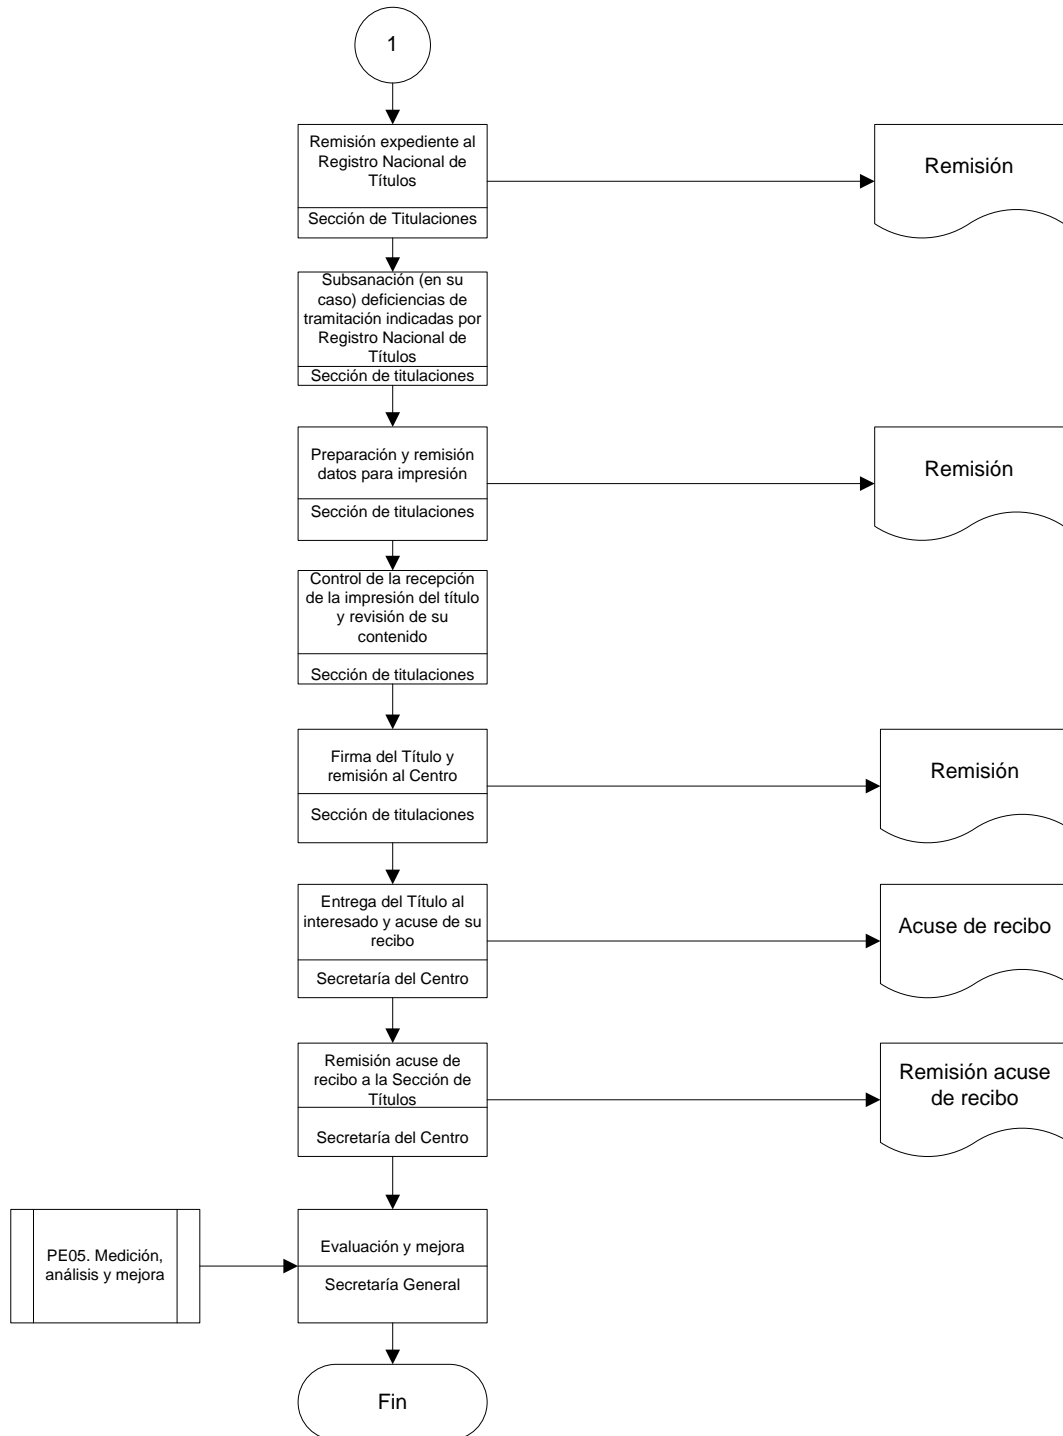 1
Remisión expediente al
Registro Nacional de
Títulos
Sección de Titulaciones
Remisión
Subsanación (en su
caso) deficiencias de
tramitación indicadas por
Registro Nacional de
Títulos
Sección de titulaciones
Preparación y remisión
datos para impresión
Sección de titulaciones
Remisión
Control de la recepción
de la impresión del título
y revisión de su
contenido
Sección de titulaciones
Firma del Título y
remisión al Centro
Sección de titulaciones
Remisión
Entrega del Título al
interesado y acuse de su
recibo
Secretaría del Centro
Acuse de recibo
Remisión acuse de
recibo a la Sección de
Títulos
Secretaría del Centro
Remisión acuse
de recibo
PE05. Medición,
análisis y mejora
Evaluación y mejora
Secretaría General
Fin